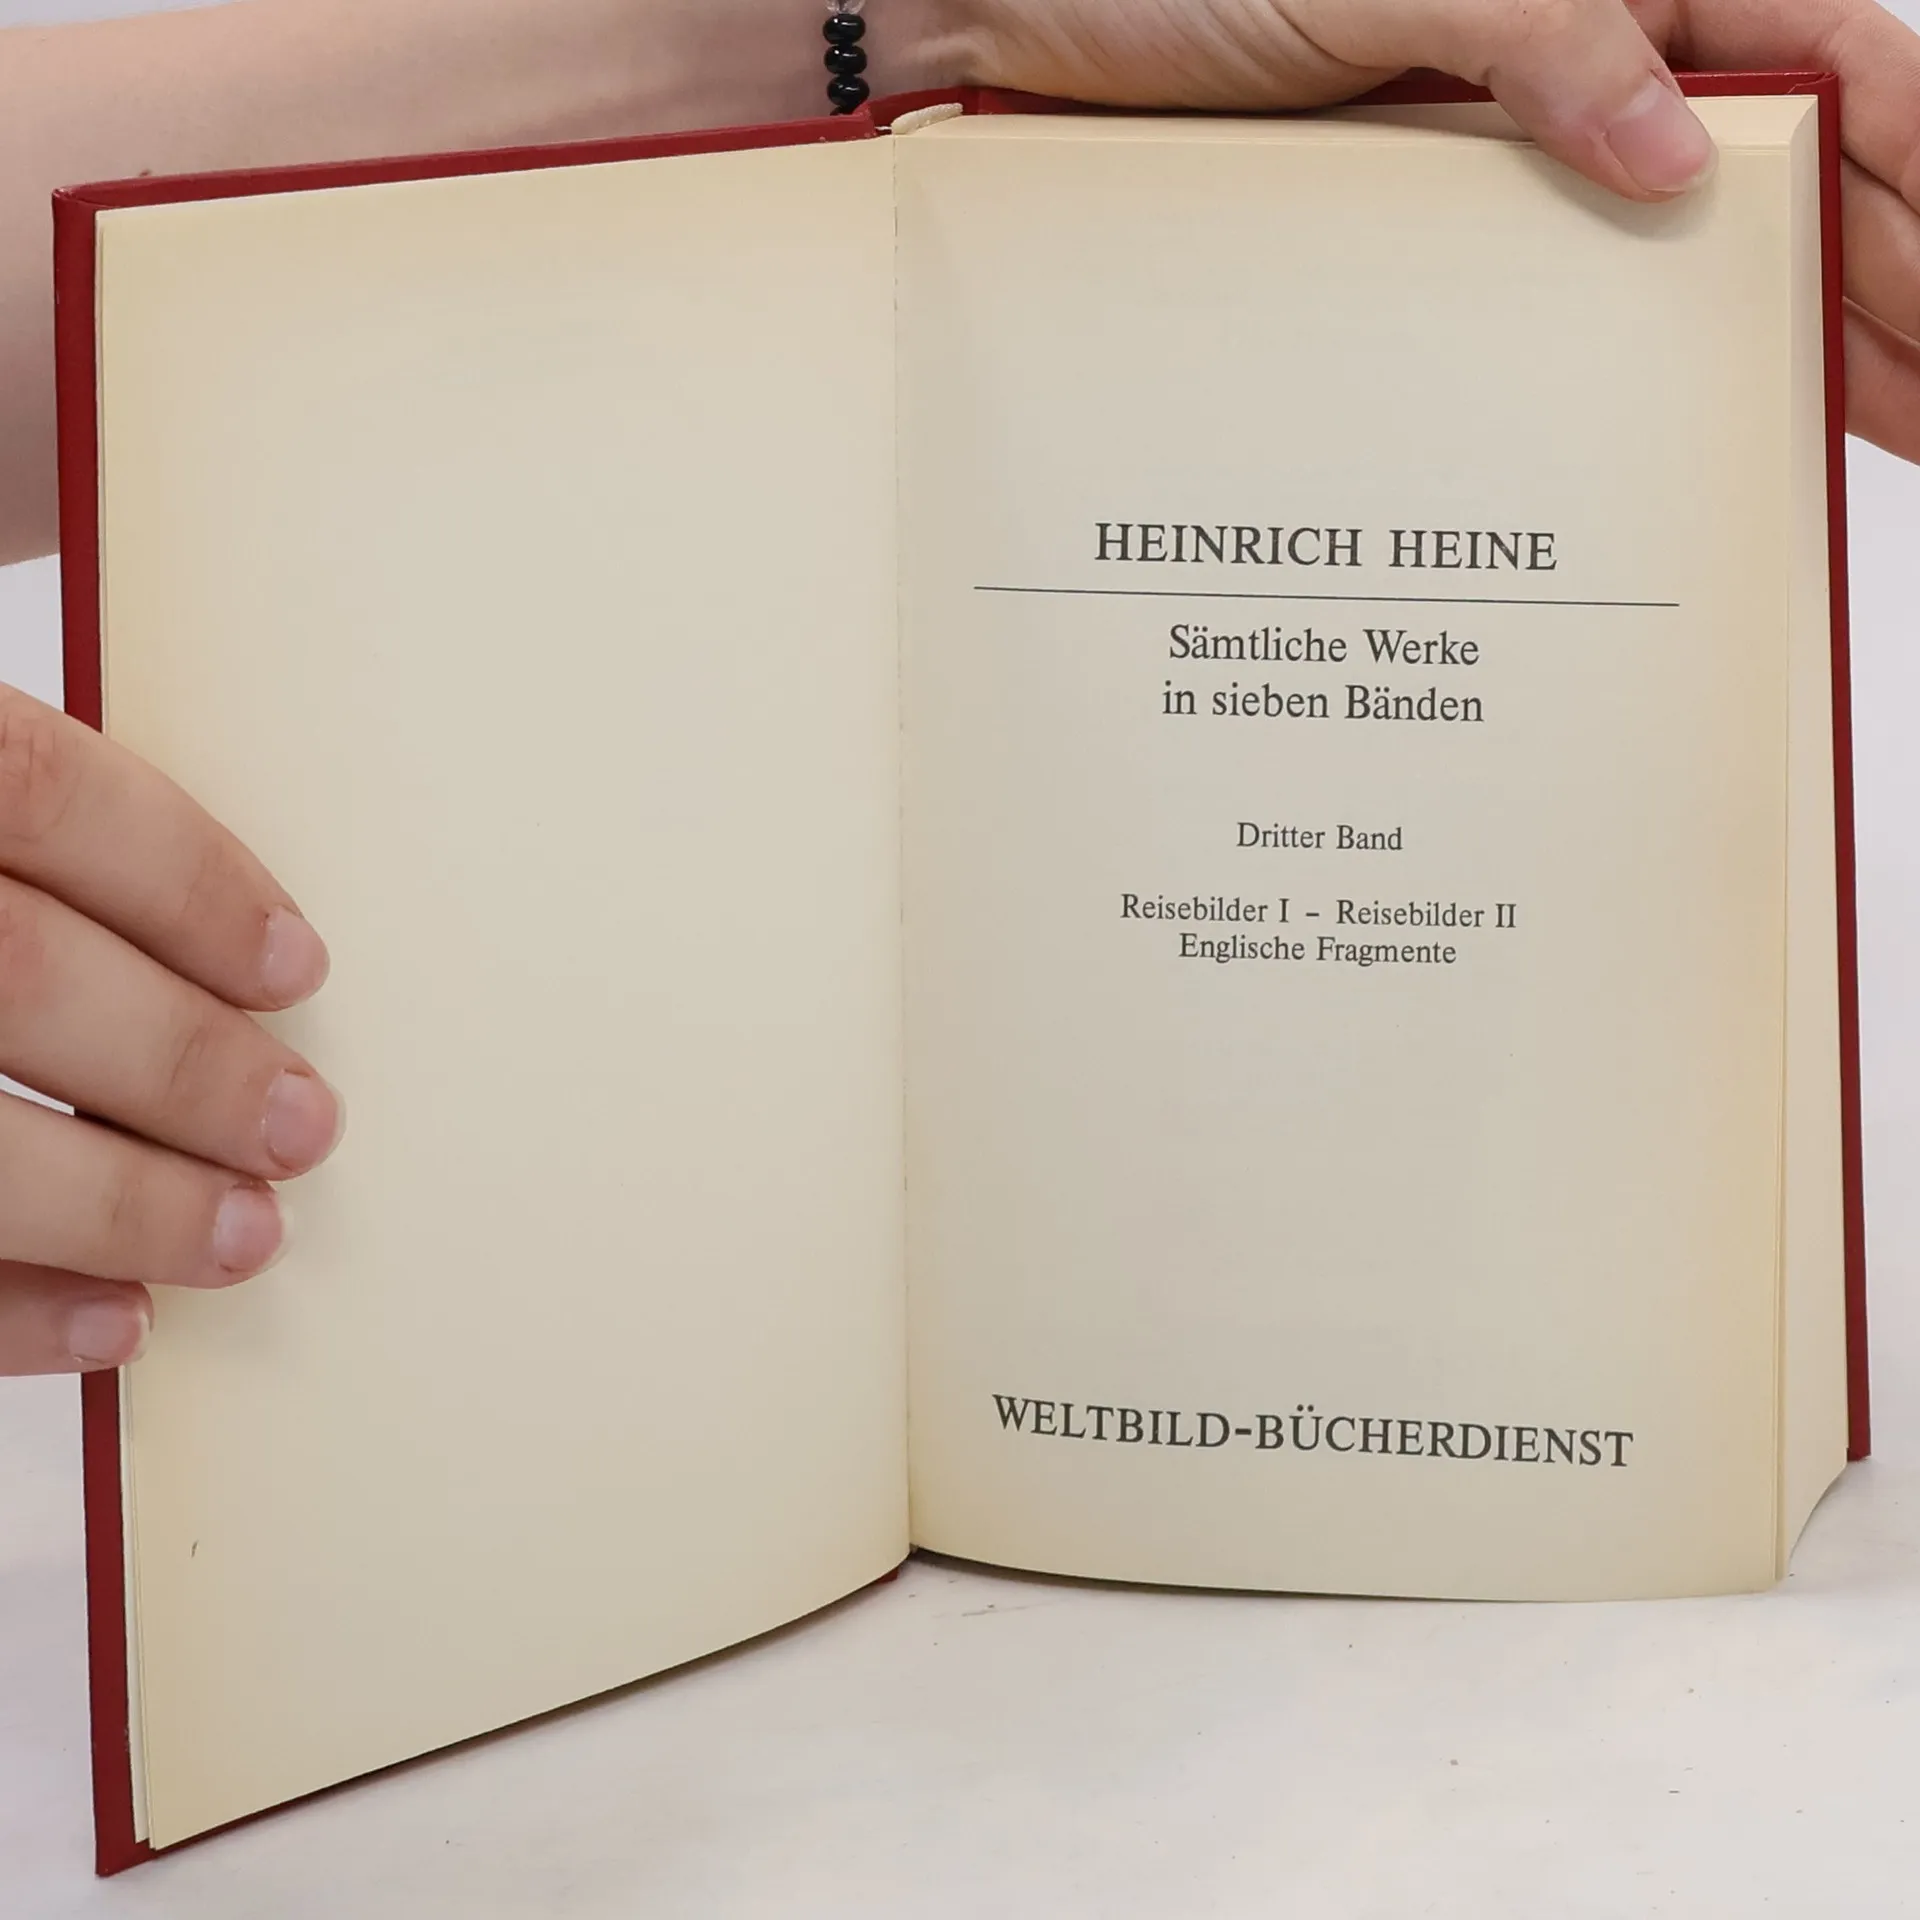 HEINRICH HEINE
Sämtliche Werke
in sieben Bänden
Dritter Band
Reisebilder I – Reisebilder II
Englische Fragmente
WELTBILD-BÜCHERDIENST